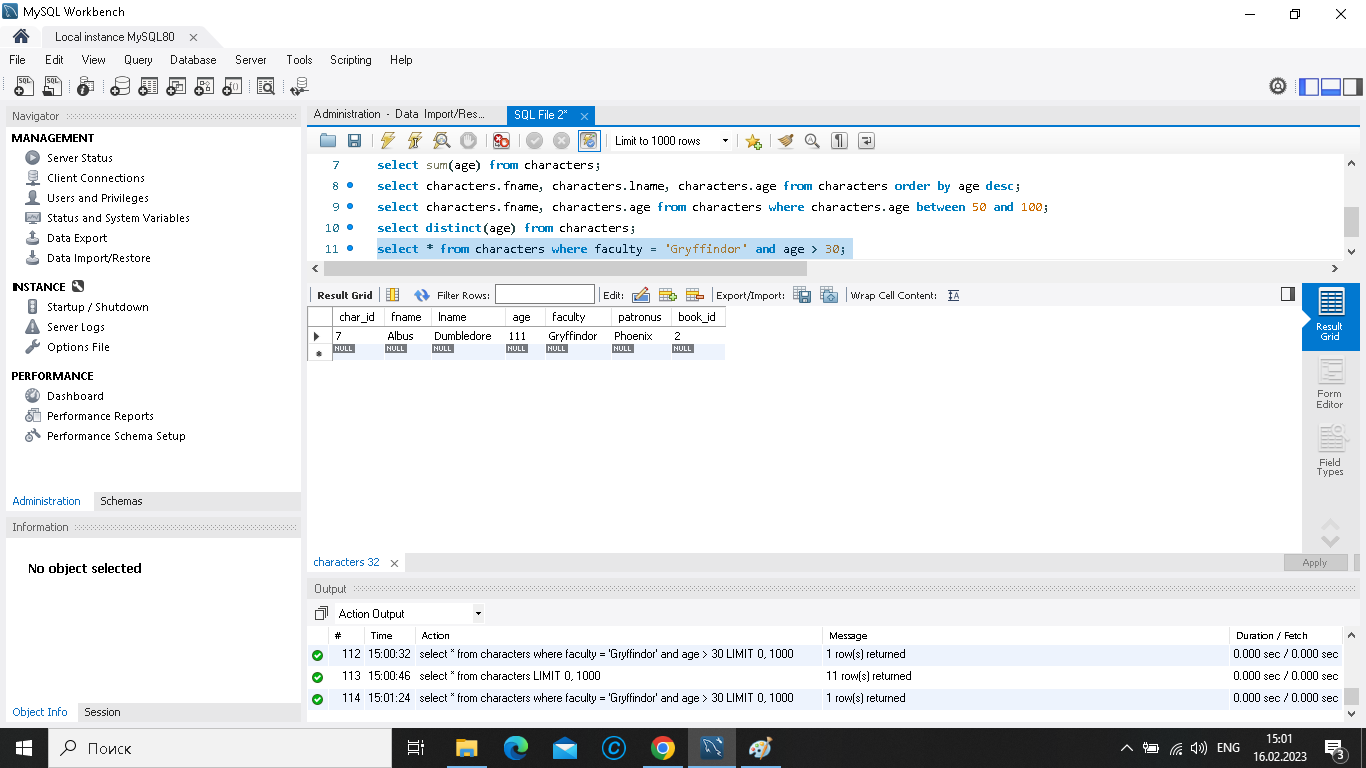 MySQL Workbench
Local instance MySQL80
File Edit View Query Database Server Tools Scripting Help
Navigator
MANAGEMENT
Server Status
Client Connections
Users and Privileges
Status and System Variables
Data Export
Data Import/Restore
INSTANCE
Startup / Shutdown
Server Logs
Options File
PERFORMANCE
Dashboard
Performance Reports
Performance Schema Setup
Administration Schemas
Information
No object selected
Object Info Session
Administration - Data Import/Res... SQL File 2*
Limit to 1000 rows
7 select sum(age) from characters;
8 select characters.fname, characters.lname, characters.age from characters order by age desc;
9 select characters.fname, characters.age from characters where characters.age between 50 and 100;
10 select distinct(age) from characters;
11 select * from characters where faculty = 'Gryffindor' and age > 30;
Result Grid Filter Rows: Edit: Export/Import: Wrap Cell Content:
char_id fname lname age faculty patronus book_id
7 Albus Dumbledore 111 Gryffindor Phoenix 2
NULL NULL NULL NULL NULL NULL NULL
Result Grid
Form Editor
Field Types
characters 32
Apply
Output
Action Output
# Time Action Message Duration / Fetch
112 15:00:32 select * from characters where faculty = 'Gryffindor' and age > 30 LIMIT 0, 1000 1 row(s) returned 0.000 sec / 0.000 sec
113 15:00:46 select * from characters LIMIT 0, 1000 11 row(s) returned 0.000 sec / 0.000 sec
114 15:01:24 select * from characters where faculty = 'Gryffindor' and age > 30 LIMIT 0, 1000 1 row(s) returned 0.000 sec / 0.000 sec
Поиск
ENG
15:01
16.02.2023
3